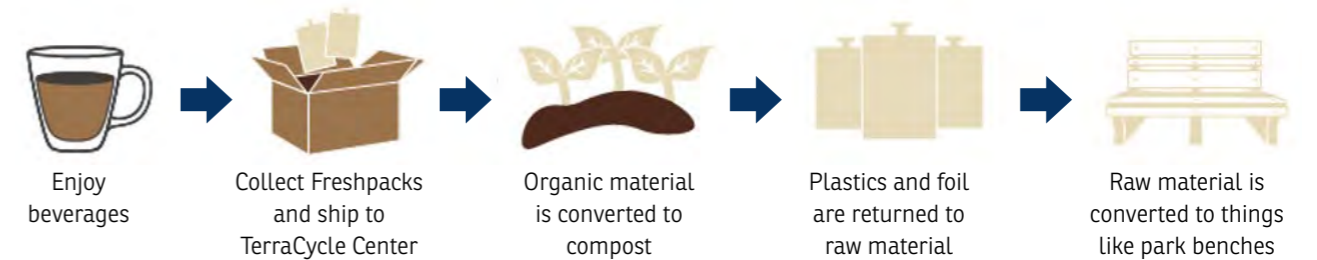 Enjoy
beverages
Collect Freshpacks
and ship to
TerraCycle Center
Organic material
is converted to
compost
Plastics and foil
are returned to
raw material
Raw material is
converted to things
like park benches